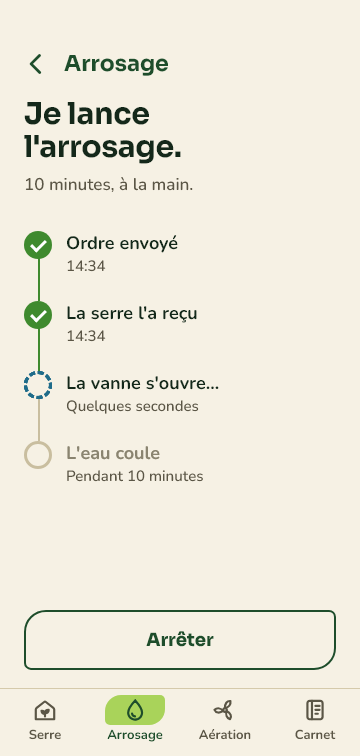 Arrosage
Je lance
l'arrosage.
10 minutes, à la main.
Ordre envoyé
14:34
La serre l'a reçu
14:34
La vanne s'ouvre...
Quelques secondes
L'eau coule
Pendant 10 minutes
Arrêter
Serre
Arrosage
Aération
Carnet